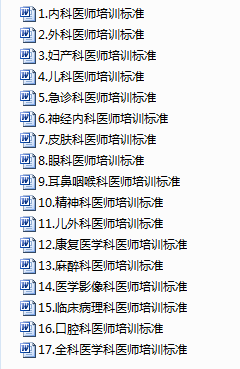 1.内科医师培训标准
2.外科医师培训标准
3.妇产科医师培训标准
4.儿科医师培训标准
5.急诊科医师培训标准
6.神经内科医师培训标准
7.皮肤科医师培训标准
8.眼科医师培训标准
9.耳鼻咽喉科医师培训标准
10.精神科医师培训标准
11.儿外科医师培训标准
12.康复医学科医师培训标准
13.麻醉科医师培训标准
14.医学影像科医师培训标准
15.临床病理科医师培训标准
16.口腔科医师培训标准
17.全科医学科医师培训标准